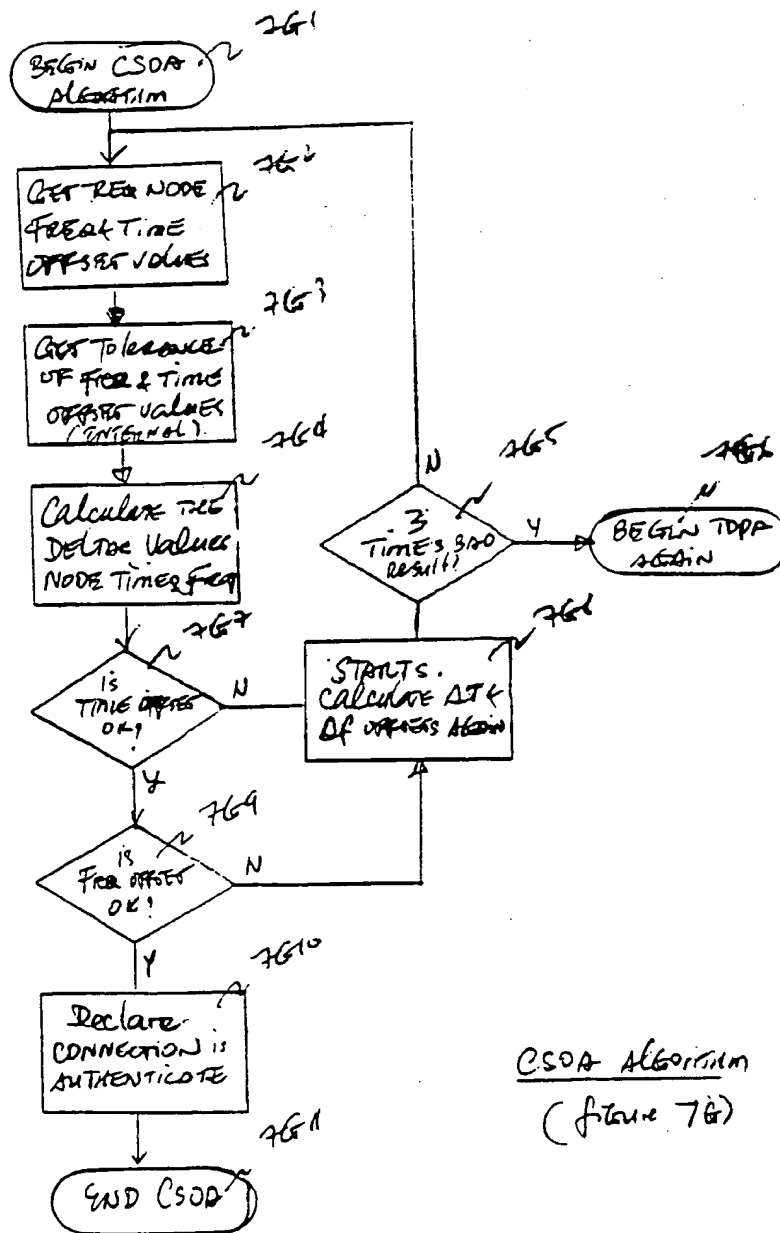 7G1
BEGIN CSOA
ALGORITHM
7G2
GET REQ NODE
FREQ & TIME
OFFSET VALUES
7G3
GET TOLERANCE
OF FREQ & TIME
OFFSET VALUES
(INTERNAL).
7G4
Calculate THE
DELTA Values
NODE TIME & FREQ
7G5
N
3
TIMES BAD
RESULT?
Y
7G6
BEGIN TDPA
AGAIN
7G7
is
TIME OFFSET
OK?
N
7G8
STARTS.
CALCULATE ΔT &
Δf OFFSETS AGAIN
Y
7G9
is
FREQ OFFSET
OK?
N
Y
7G10
Declare
CONNECTION is
AUTHENTICATE
7G11
END CSOA
CSOA ALGORITHM
(figure 7G)